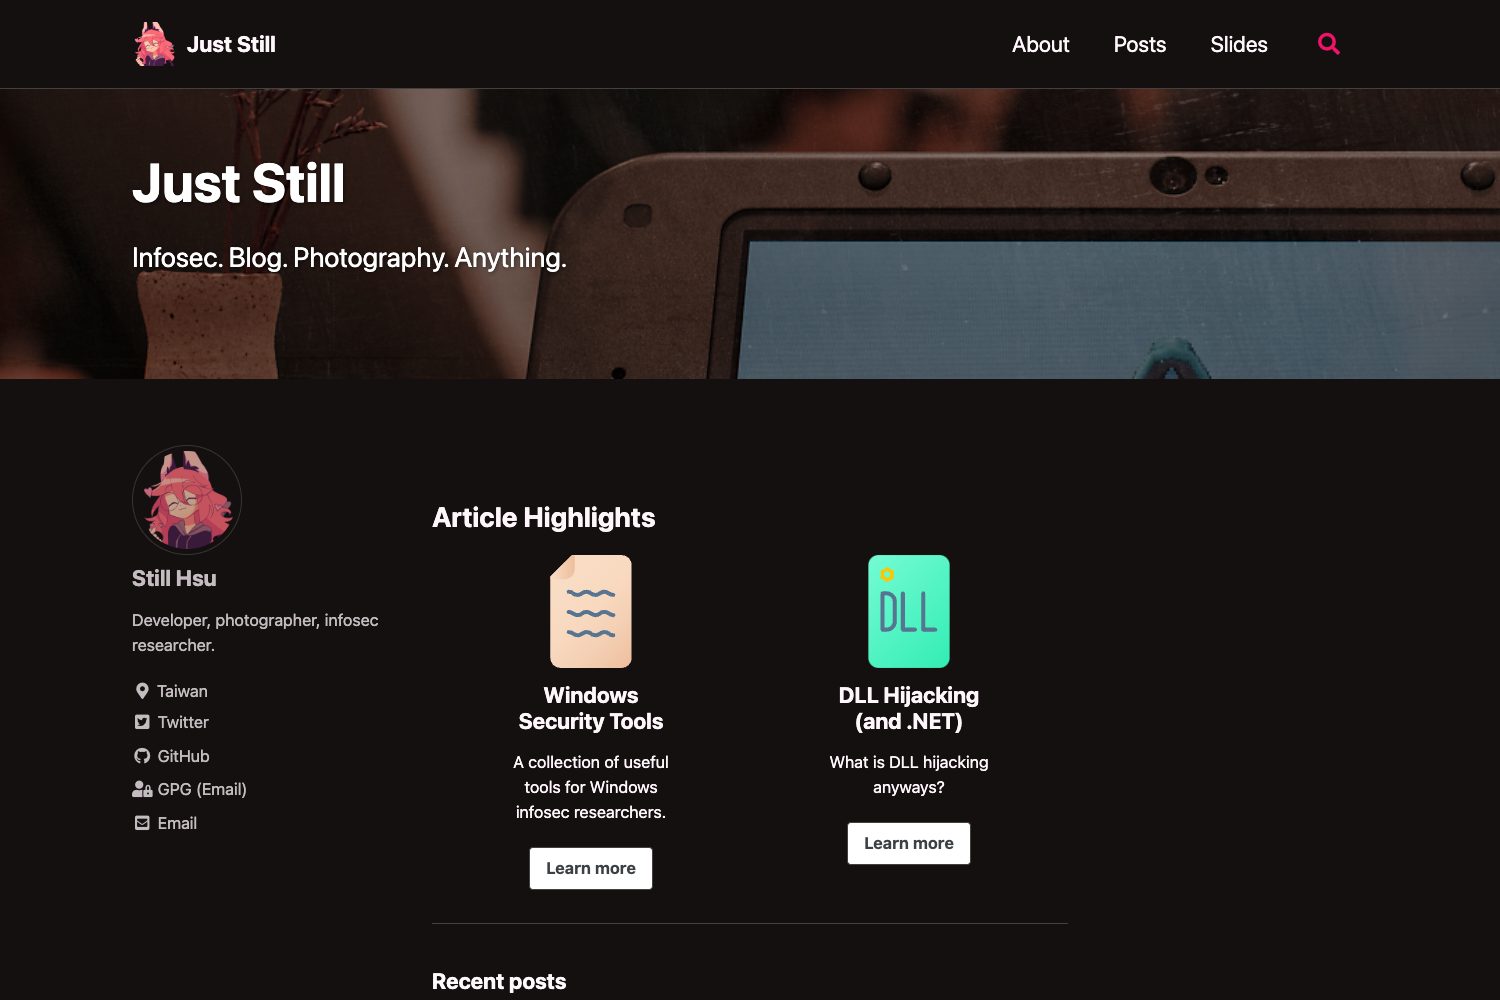 Just Still
About
Posts
Slides
Just Still
Infosec. Blog. Photography. Anything.
Still Hsu
Developer, photographer, infosec
researcher.
Taiwan
Twitter
GitHub
GPG (Email)
Email
Article Highlights
Windows
Security Tools
A collection of useful
tools for Windows
infosec researchers.
Learn more
DLL
DLL Hijacking
(and .NET)
What is DLL hijacking
anyways?
Learn more
Recent posts